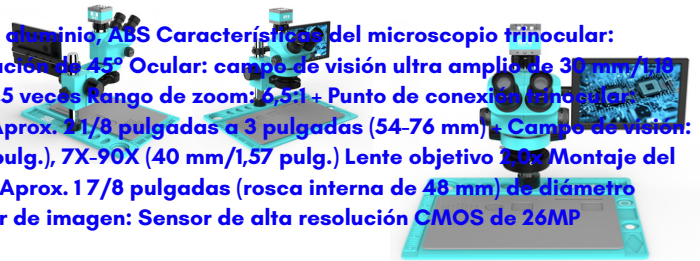 aluminio, ABS Características del microscopio trinocular:
ación de 45° Ocular: campo de visión ultra amplio de 30 mm/1,18
5 veces Rango de zoom: 6,5:1 + Punto de conexión trinocular:
Aprox. 2 1/8 pulgadas a 3 pulgadas (54-76 mm) + Campo de visión:
pulg.), 7X-90X (40 mm/1,57 pulg.) Lente objetivo 2,0x Montaje del
Aprox. 1 7/8 pulgadas (rosca interna de 48 mm) de diámetro
r de imagen: Sensor de alta resolución CMOS de 26MP